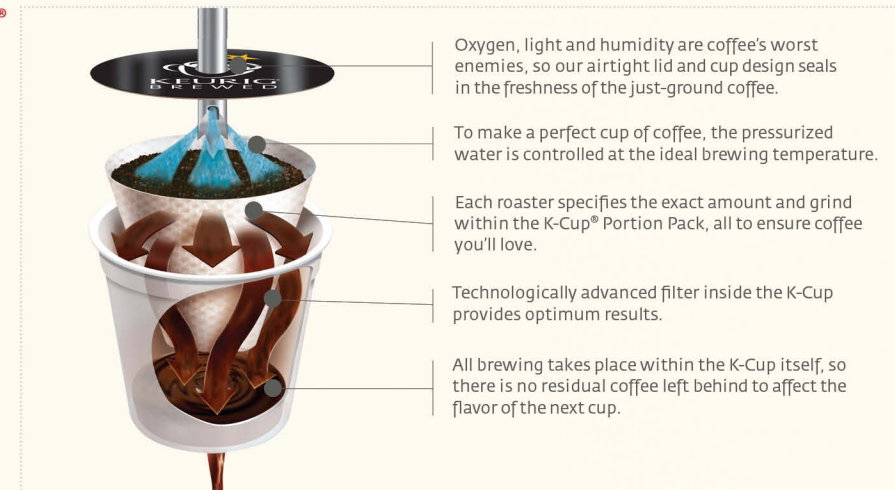 ®
KEURIG
BREWED
Oxygen, light and humidity are coffee's worst
enemies, so our airtight lid and cup design seals
in the freshness of the just-ground coffee.
To make a perfect cup of coffee, the pressurized
water is controlled at the ideal brewing temperature.
Each roaster specifies the exact amount and grind
within the K-Cup® Portion Pack, all to ensure coffee
you'll love.
Technologically advanced filter inside the K-Cup
provides optimum results.
All brewing takes place within the K-Cup itself, so
there is no residual coffee left behind to affect the
flavor of the next cup.